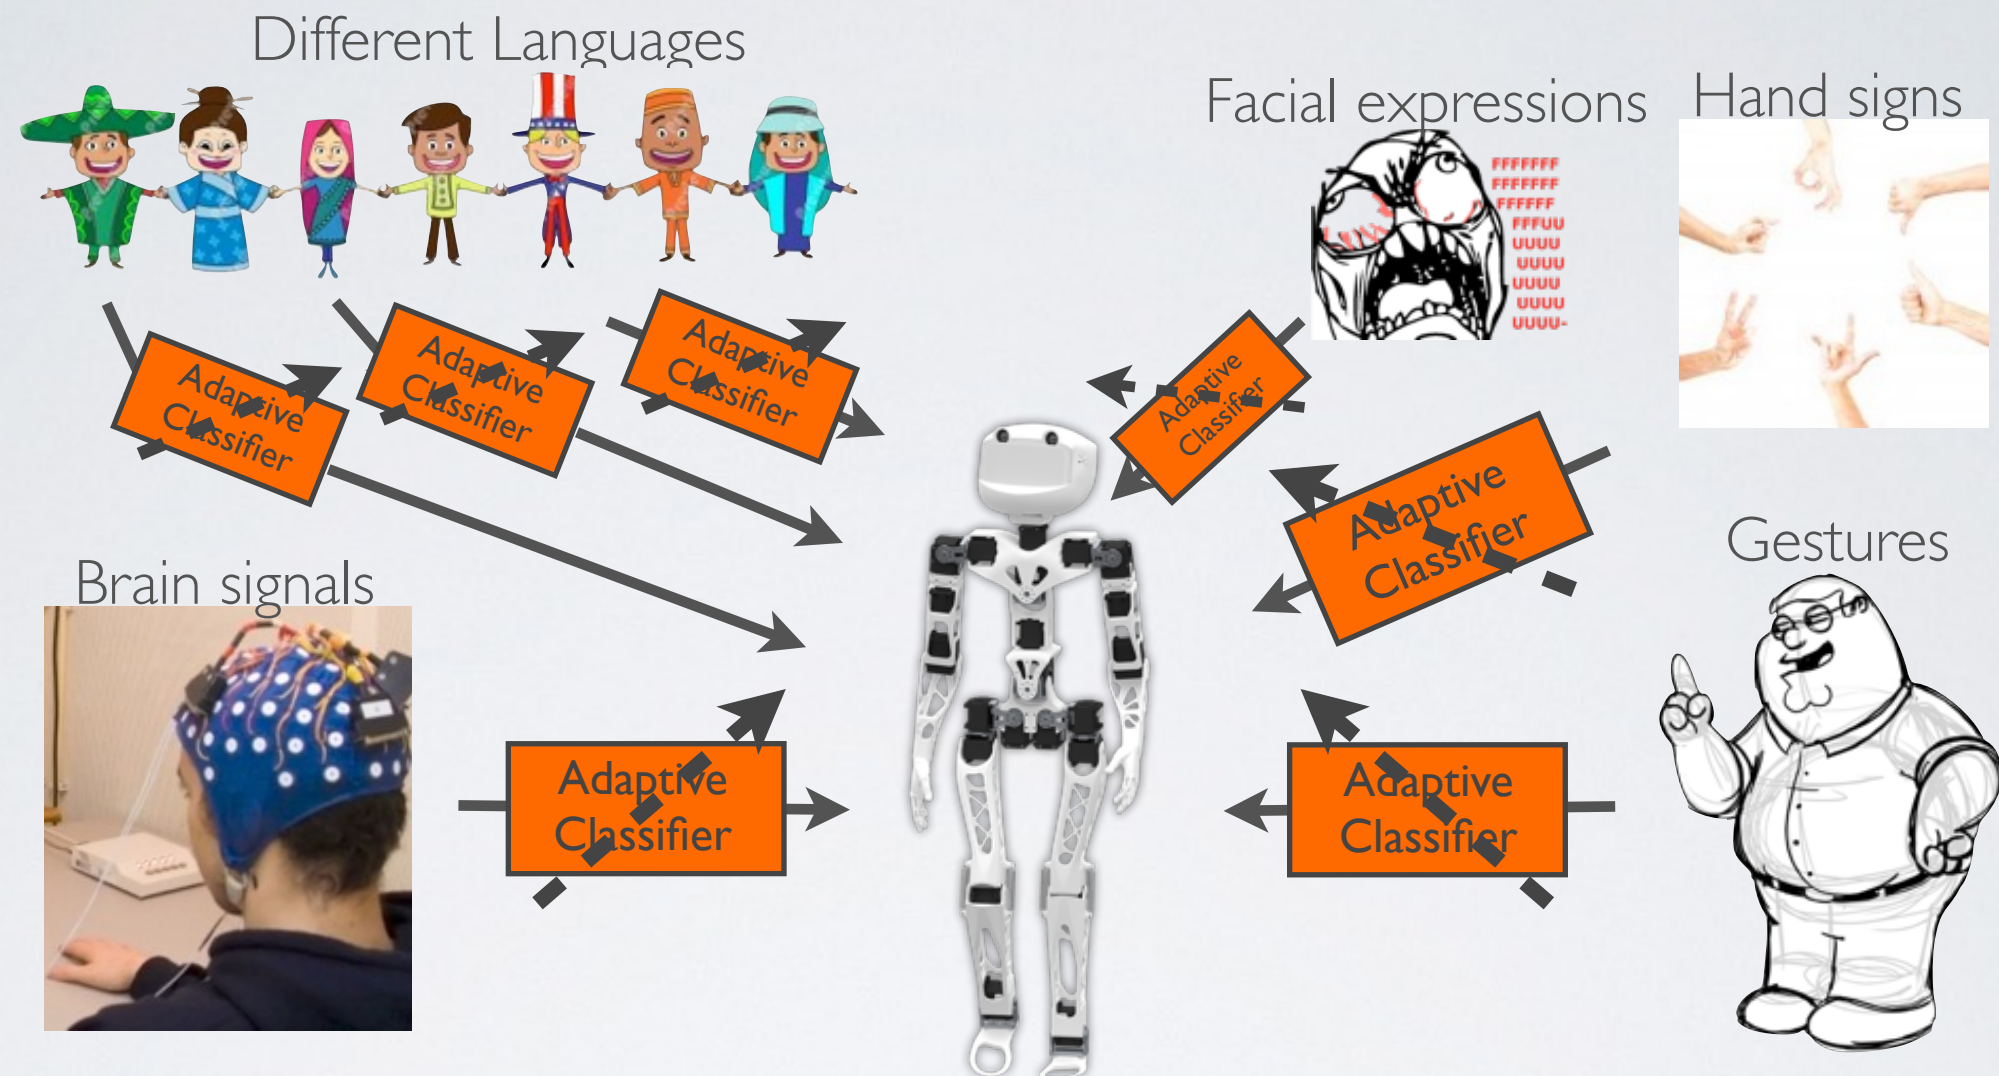 Different Languages
Facial expressions
Hand signs
FFFFFFF
FFFFFFF
FFFFFF
FFFUU
UUUU
UUUU
UUUU
UUUU
UUUU-
Adaptive
Classifier
Adaptive
Classifier
Adaptive
Classifier
Adaptive
Classifier
Adaptive
Classifier
Gestures
Brain signals
Adaptive
Classifier
Adaptive
Classifier